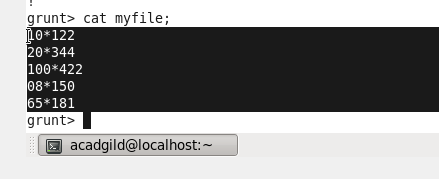 grunt> cat myfile;
10*122
20*344
100*422
08*150
65*181
grunt>
acadgild@localhost:~